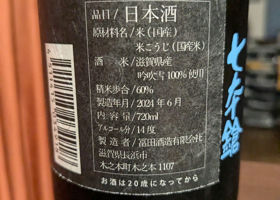 品目/日本酒
原材料名/米(国産)
米こうじ(国産米)
酒　米/滋賀県産
吟吹雪100%使用
精米歩合/60%
製造年月/2024年6月
内容量/720ml
アルコール分/14度
製造者/冨田酒造有限会社
滋賀県長浜市
木之本町木之本1107
お酒は20歳になってから
七本鎗